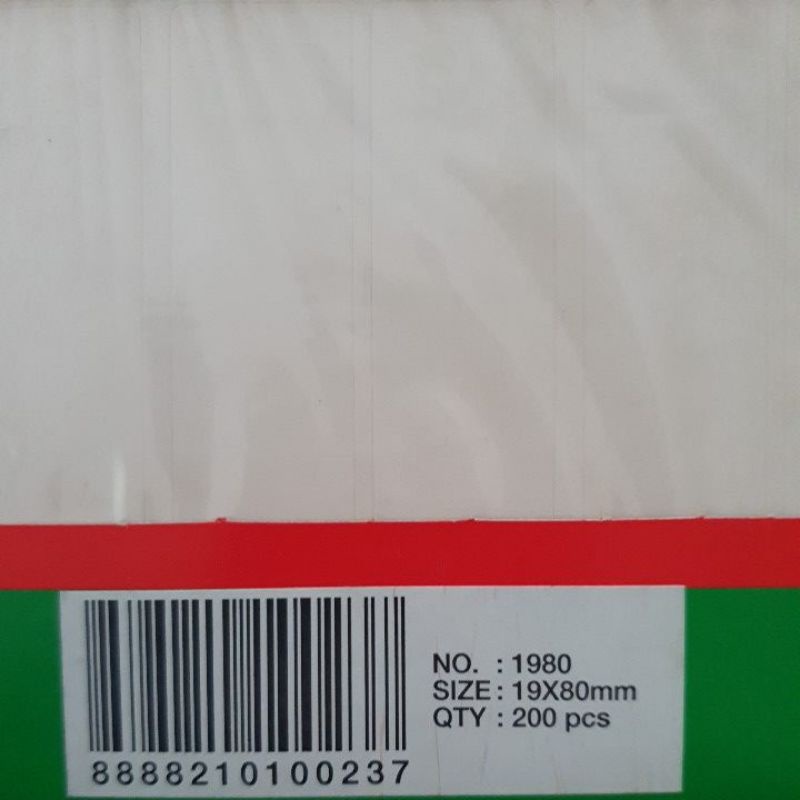 NO. : 1980
SIZE : 19X80mm
QTY : 200 pcs
8888210100237